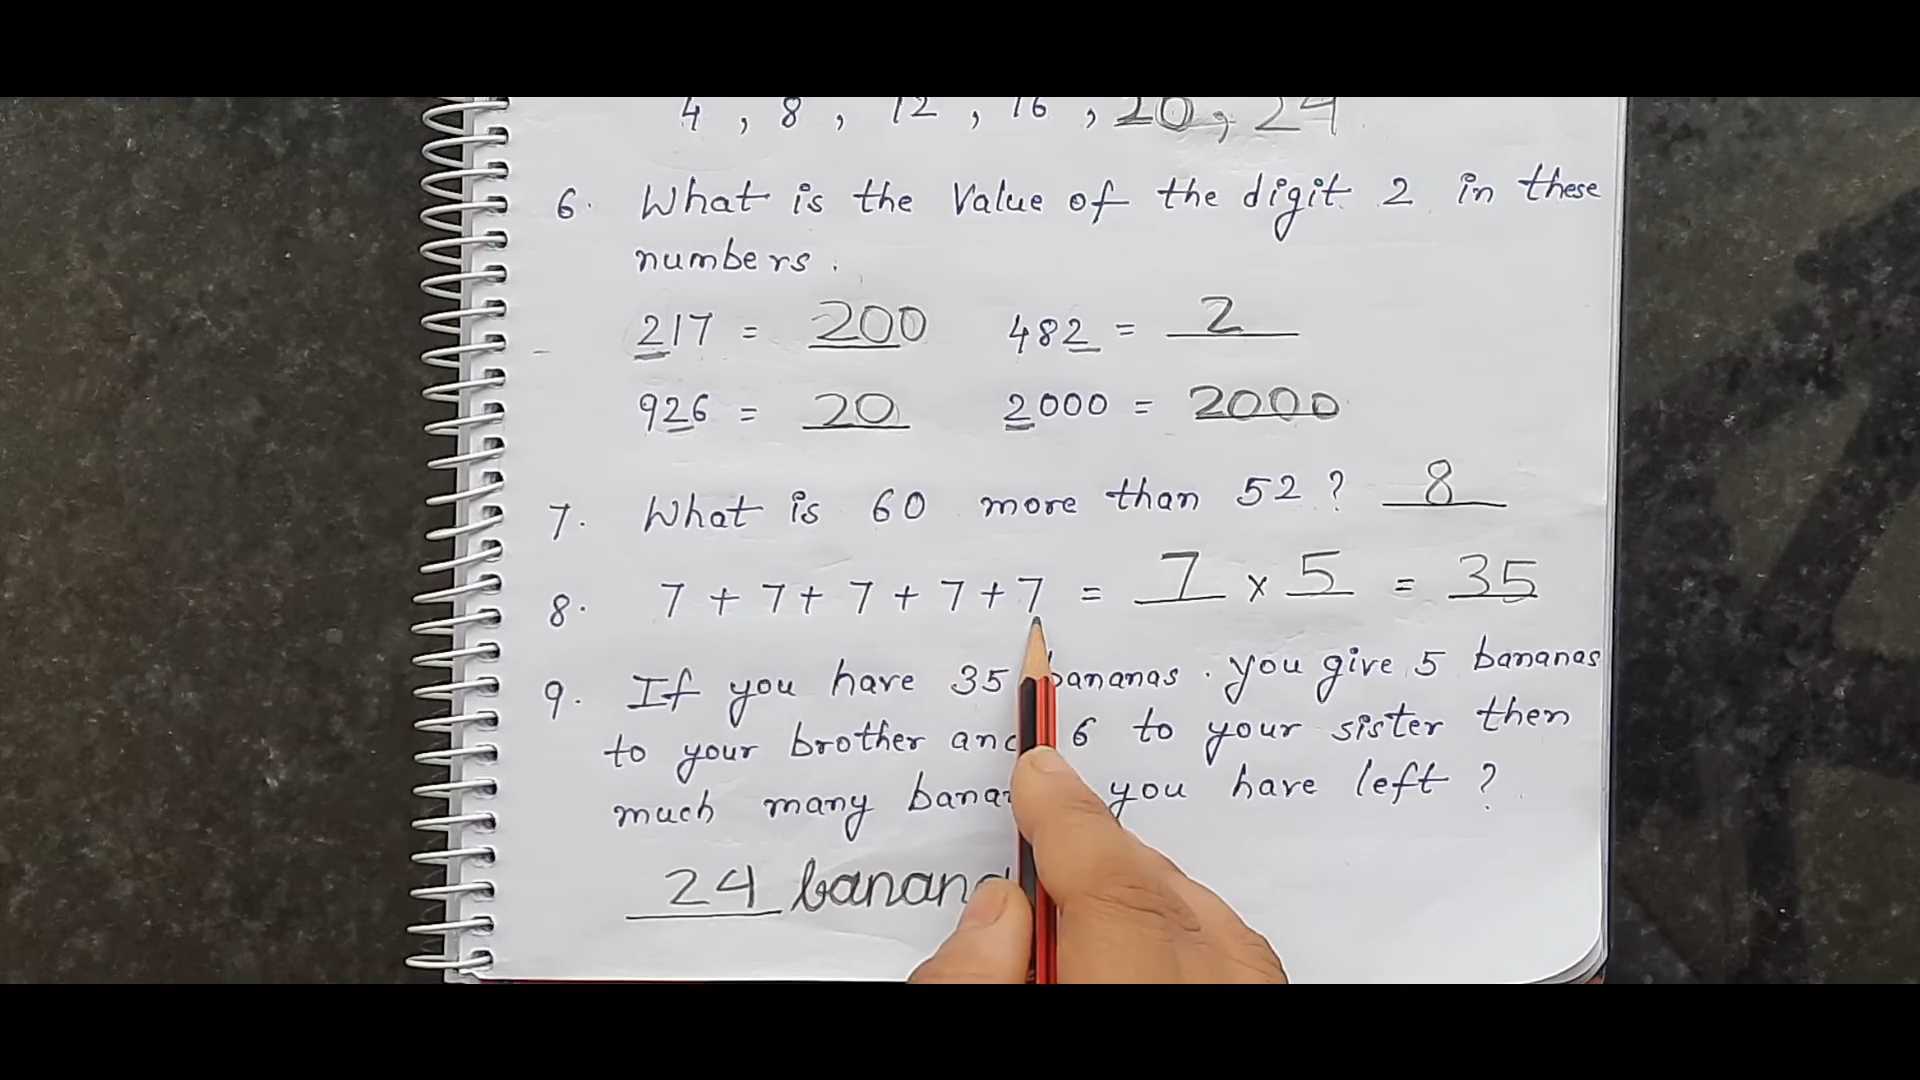 4 , 8 , 12 , 16 , 20 , 24
6. What is the Value of the digit 2 in these
numbers.
217 = 200 482 = 2
926 = 20 2000 = 2000
7. What is 60 more than 52 ? 8
8. 7 + 7 + 7 + 7 + 7 = 7 x 5 = 35
9. If you have 35 bananas . you give 5 bananas
to your brother and 6 to your sister then
much many you have left ?
24